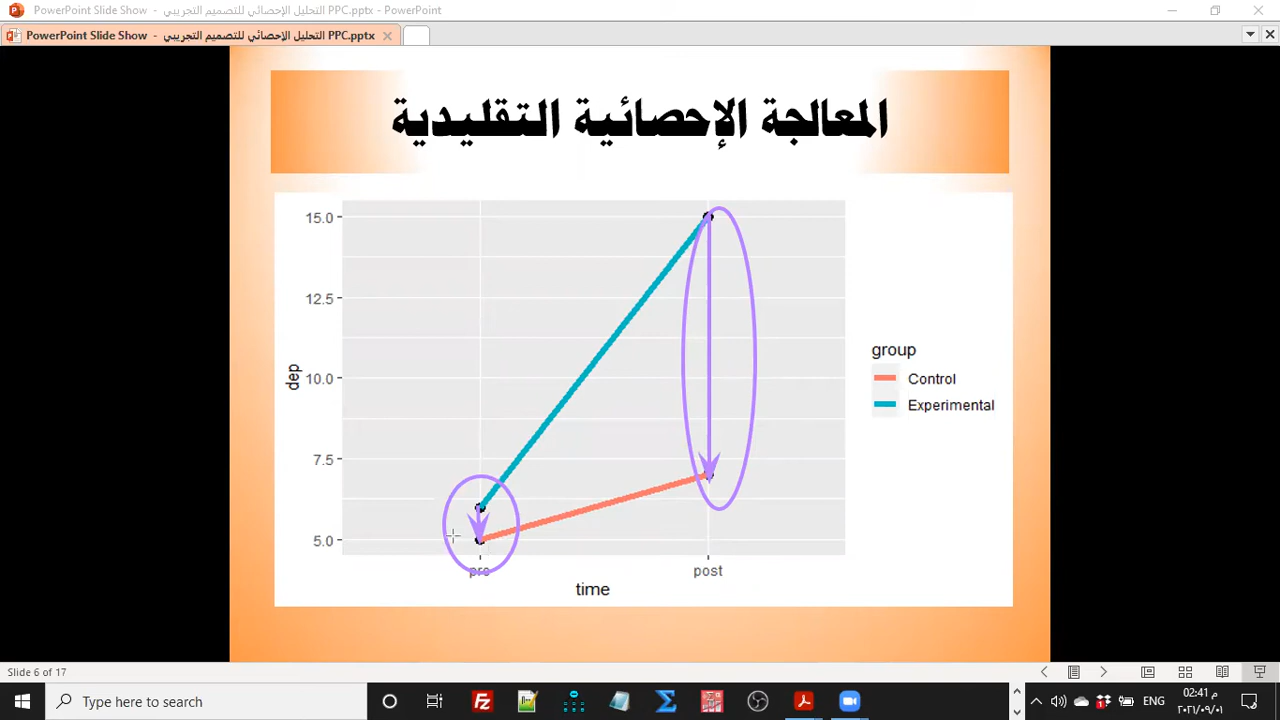 PowerPoint Slide Show - التحليل الإحصائي للتصميم التجريبي PPC.pptx - PowerPoint
PowerPoint Slide Show - التحليل الإحصائي للتصميم التجريبي PPC.pptx
المعالجة الإحصائية التقليدية
15.0
12.5
dep
10.0
7.5
5.0
pre
post
time
group
Control
Experimental
Slide 6 of 17
Type here to search
ENG
02:41 م
٢٠٢١/٠٩/٠١